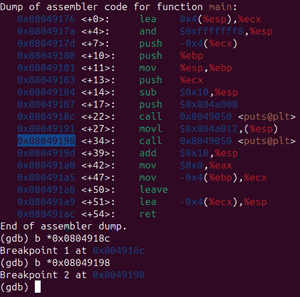 Dump of assembler code for function main:
0x08049176 <+0>: lea 0x4(%esp),%ecx
0x0804917a <+4>: and $0xfffffff0,%esp
0x0804917d <+7>: push -0x4(%ecx)
0x08049180 <+10>: push %ebp
0x08049181 <+11>: mov %esp,%ebp
0x08049183 <+13>: push %ecx
0x08049184 <+14>: sub $0x10,%esp
0x08049187 <+17>: push $0x804a008
0x0804918c <+22>: call 0x8049050 <puts@plt>
0x08049191 <+27>: movl $0x804a012,(%esp)
0x08049198 <+34>: call 0x8049050 <puts@plt>
0x0804919d <+39>: add $0x10,%esp
0x080491a0 <+42>: mov $0x0,%eax
0x080491a5 <+47>: mov -0x4(%ebp),%ecx
0x080491a8 <+50>: leave
0x080491a9 <+51>: lea -0x4(%ecx),%esp
0x080491ac <+54>: ret
End of assembler dump.
(gdb) b *0x0804918c
Breakpoint 1 at 0x804918c
(gdb) b *0x08049198
Breakpoint 2 at 0x8049198
(gdb)